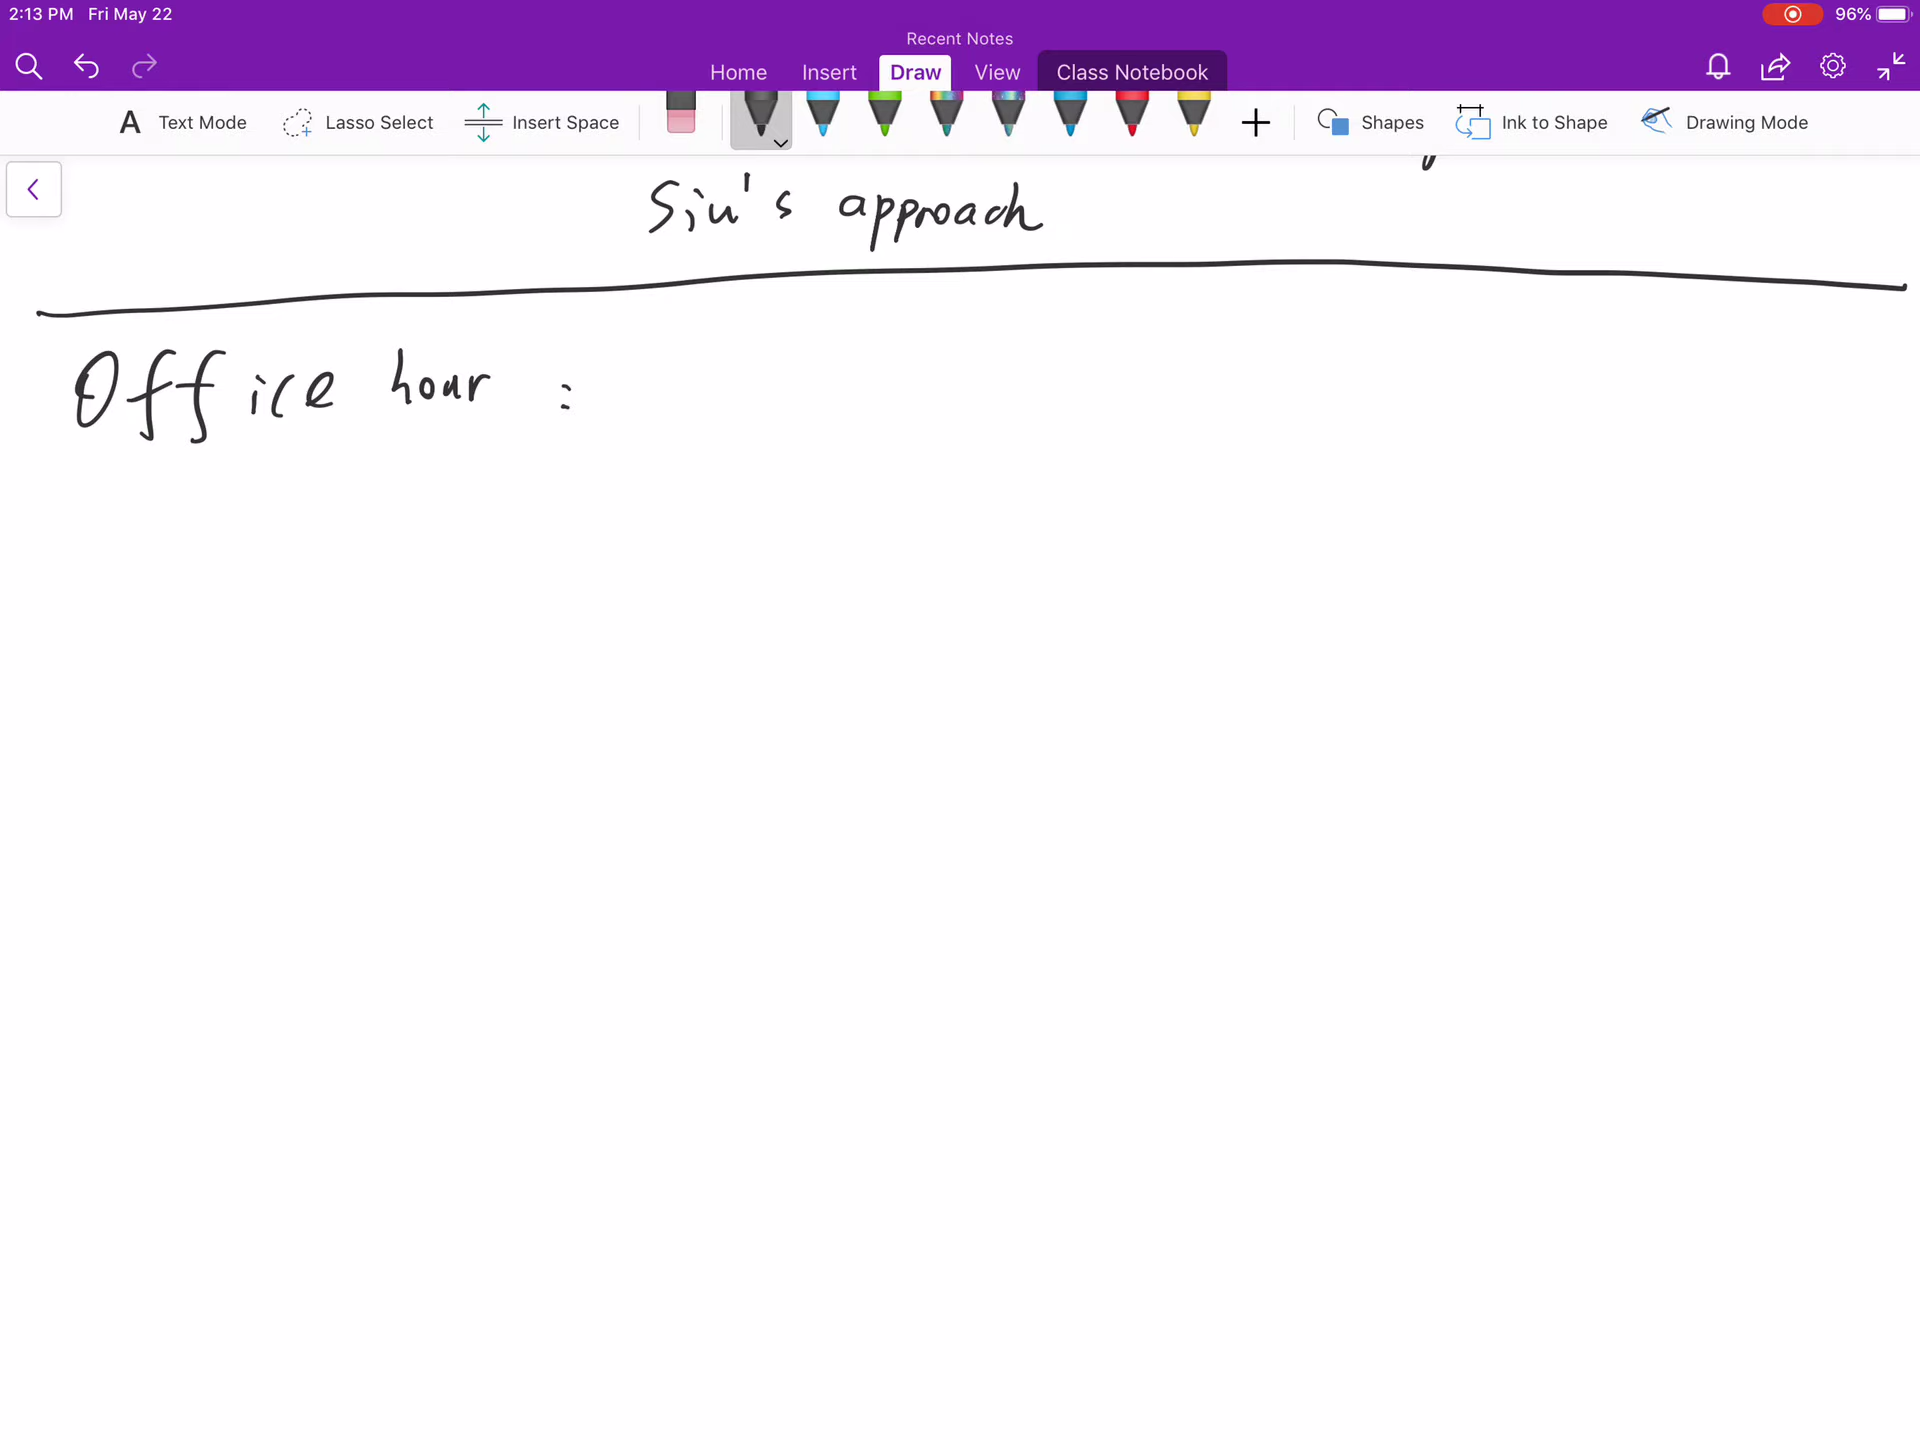 2:13 PM Fri May 22 96%
Recent Notes
Home Insert Draw View Class Notebook
A Text Mode Lasso Select Insert Space Shapes Ink to Shape Drawing Mode
Siu's approach
Office hour :